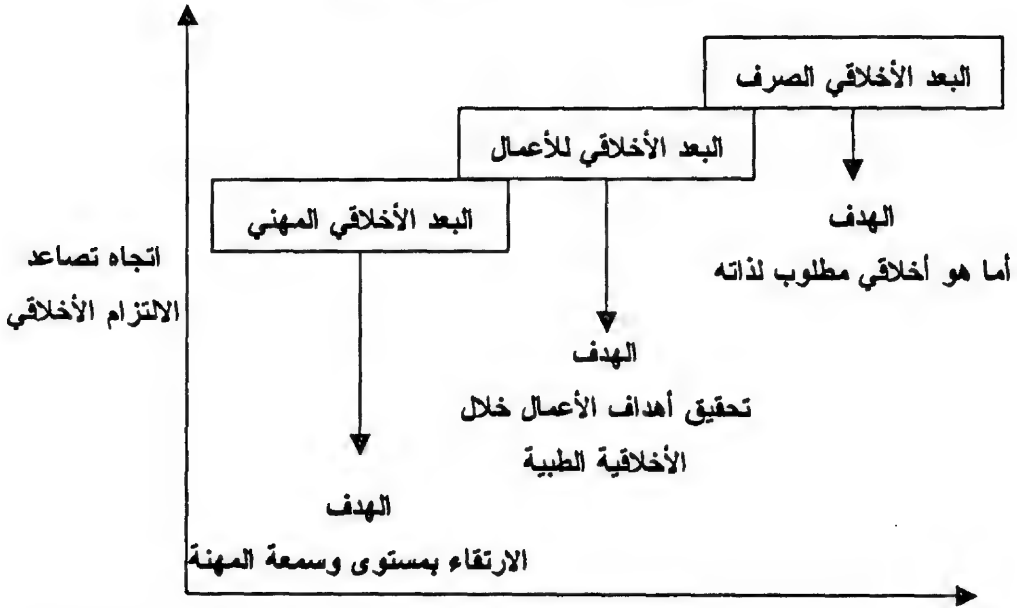 البعد الأخلاقي الصرف
الهدف
أما هو أخلاقي مطلوب لذاته
البعد الأخلاقي للأعمال
الهدف
تحقيق أهداف الأعمال خلال
الأخلاقية الطبية
البعد الأخلاقي المهني
الهدف
الارتقاء بمستوى وسمعة المهنة
اتجاه تصاعد
الالتزام الأخلاقي